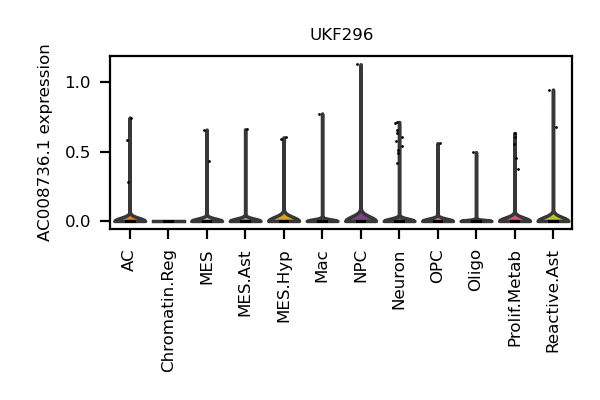 UKF296
AC008736.1 expression
1.0
0.5
0.0
AC
Chromatin.Reg
MES
MES.Ast
MES.Hyp
Mac
NPC
Neuron
OPC
Oligo
Prolif.Metab
Reactive.Ast